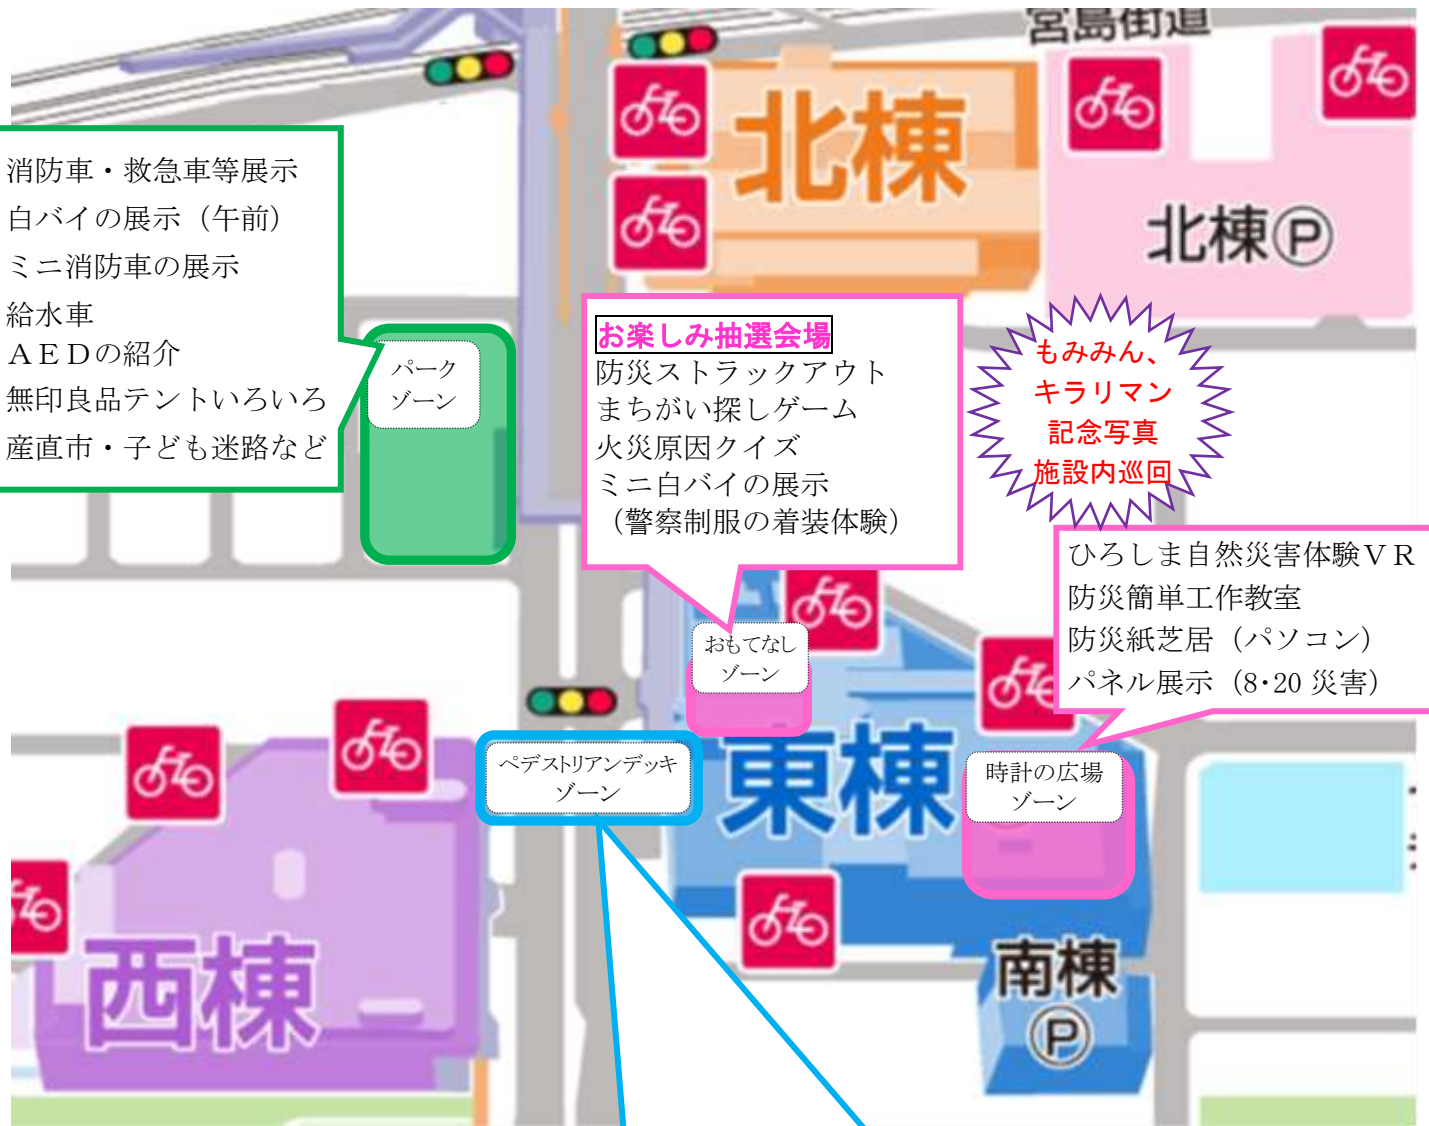 宮島街道
北棟
北棟Ⓟ
消防車・救急車等展示
白バイの展示（午前）
ミニ消防車の展示
給水車
ＡＥＤの紹介
無印良品テントいろいろ
産直市・子ども迷路など
パーク
ゾーン
お楽しみ抽選会場
防災ストラックアウト
まちがい探しゲーム
火災原因クイズ
ミニ白バイの展示
（警察制服の着装体験）
もみみん、
キラリマン
記念写真
施設内巡回
ひろしま自然災害体験ＶＲ
防災簡単工作教室
防災紙芝居（パソコン）
パネル展示（8･20 災害）
おもてなし
ゾーン
ペデストリアンデッキ
ゾーン
東棟
時計の広場
ゾーン
西棟
南棟
Ⓟ